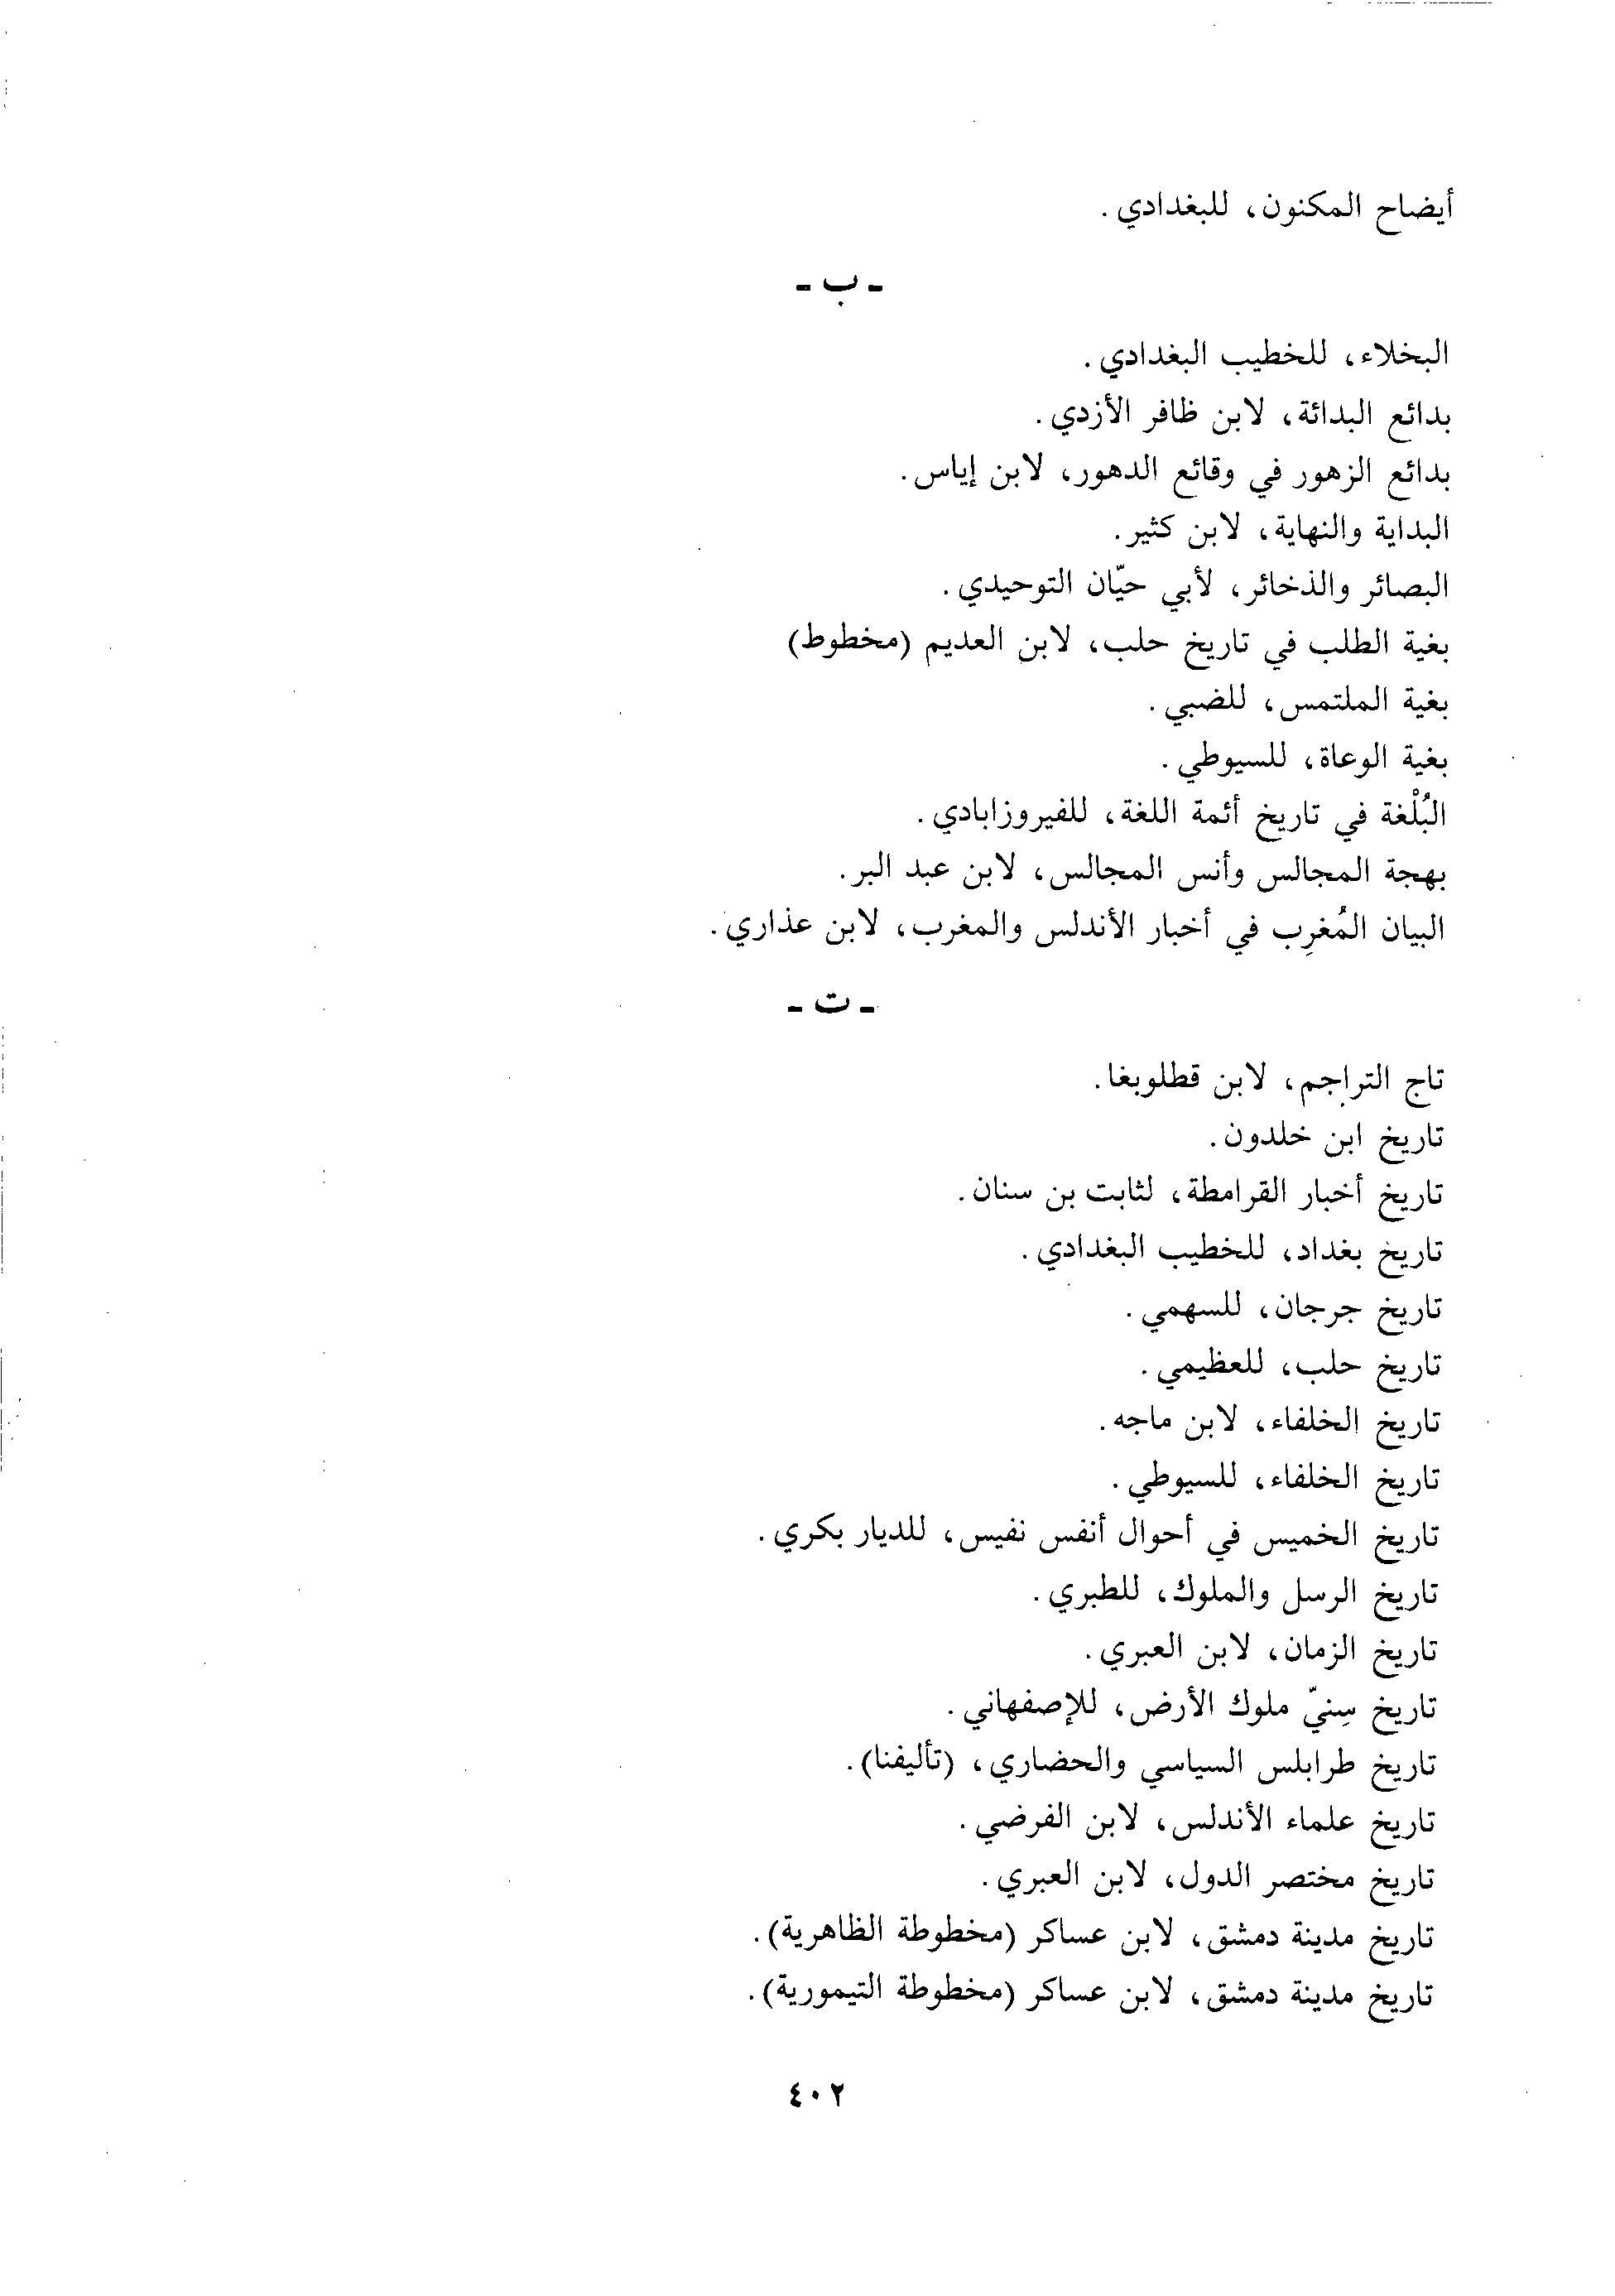 أيضاح المكنون، للبغدادي.
- ب -
البخلاء، للخطيب البغدادي.
بدائع البدائة، لابن ظافر الأزدي.
بدائع الزهور في وقائع الدهور، لابن إياس.
البداية والنهاية، لابن كثير.
البصائر والذخائر، لأبي حيّان التوحيدي.
بغية الطلب في تاريخ حلب، لابن العديم (مخطوط)
بغية الملتمس، للضبي.
بغية الوعاة، للسيوطي.
البُلْغة في تاريخ أئمة اللغة، للفيروزابادي.
بهجة المجالس وأنس المجالس، لابن عبد البر.
البيان المُغرِب في أخبار الأندلس والمغرب، لابن عذاري.
- ت -
تاج التراجم، لابن قطلوبغا.
تاريخ ابن خلدون.
تاريخ أخبار القرامطة، لثابت بن سنان.
تاريخ بغداد، للخطيب البغدادي.
تاريخ جرجان، للسهمي.
تاريخ حلب، للعظيمي.
تاريخ الخلفاء، لابن ماجه.
تاريخ الخلفاء، للسيوطي.
تاريخ الخميس في أحوال أنفس نفيس، للديار بكري.
تاريخ الرسل والملوك، للطبري.
تاريخ الزمان، لابن العبري.
تاريخ سِنيّ ملوك الأرض، للإصفهاني.
تاريخ طرابلس السياسي والحضاري، (تأليفنا).
تاريخ علماء الأندلس، لابن الفرضي.
تاريخ مختصر الدول، لابن العبري.
تاريخ مدينة دمشق، لابن عساكر (مخطوطة الظاهرية).
تاريخ مدينة دمشق، لابن عساكر (مخطوطة التيمورية).
٤٠٢